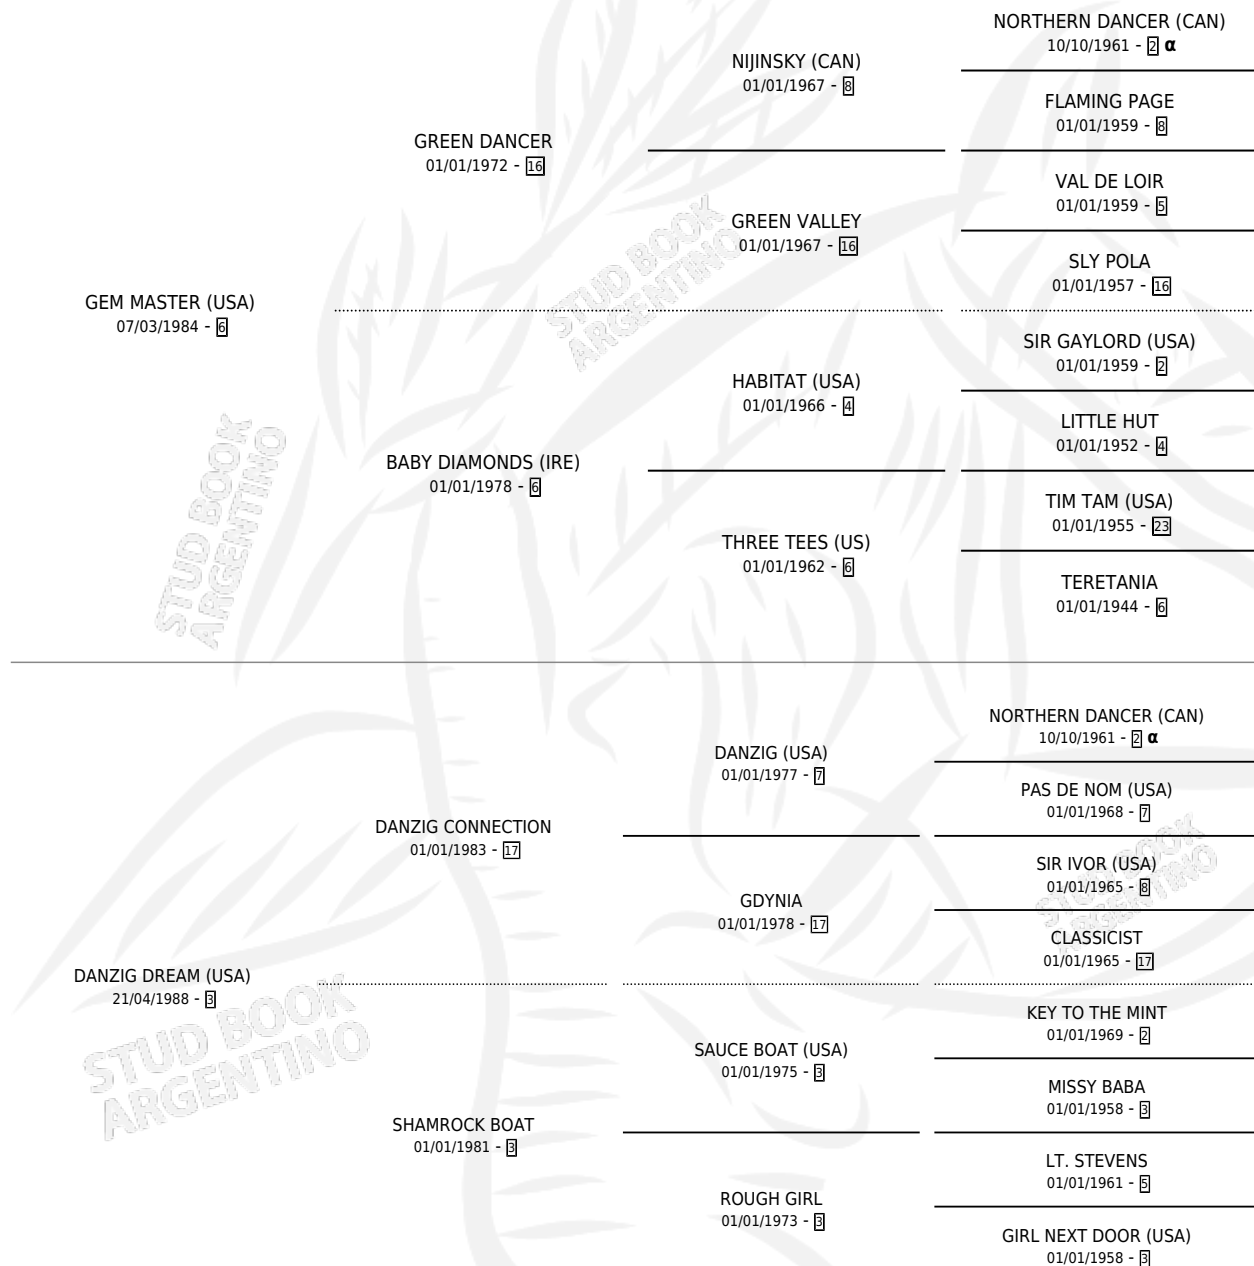 NORTHERN DANCER (CAN)
10/10/1961 - 2 α
NIJINSKY (CAN)
01/01/1967 - 8
FLAMING PAGE
01/01/1959 - 8
GREEN DANCER
01/01/1972 - 16
VAL DE LOIR
01/01/1959 - 5
GREEN VALLEY
01/01/1967 - 16
SLY POLA
01/01/1957 - 16
GEM MASTER (USA)
07/03/1984 - 6
SIR GAYLORD (USA)
01/01/1959 - 2
HABITAT (USA)
01/01/1966 - 4
LITTLE HUT
01/01/1952 - 4
BABY DIAMONDS (IRE)
01/01/1978 - 6
TIM TAM (USA)
01/01/1955 - 23
THREE TEES (US)
01/01/1962 - 6
TERETANIA
01/01/1944 - 6
NORTHERN DANCER (CAN)
10/10/1961 - 2 α
DANZIG (USA)
01/01/1977 - 7
PAS DE NOM (USA)
01/01/1968 - 7
DANZIG CONNECTION
01/01/1983 - 17
SIR IVOR (USA)
01/01/1965 - 8
GDYNIA
01/01/1978 - 17
CLASSICIST
01/01/1965 - 17
DANZIG DREAM (USA)
21/04/1988 - 3
KEY TO THE MINT
01/01/1969 - 2
SAUCE BOAT (USA)
01/01/1975 - 3
MISSY BABA
01/01/1958 - 3
SHAMROCK BOAT
01/01/1981 - 3
LT. STEVENS
01/01/1961 - 5
ROUGH GIRL
01/01/1973 - 3
GIRL NEXT DOOR (USA)
01/01/1958 - 3
STUD BOOK
ARGENTINO
STUD BOOK
ARGENTINO
STUD BOOK
ARGENTINO
STUD BOOK
ARGENTINO